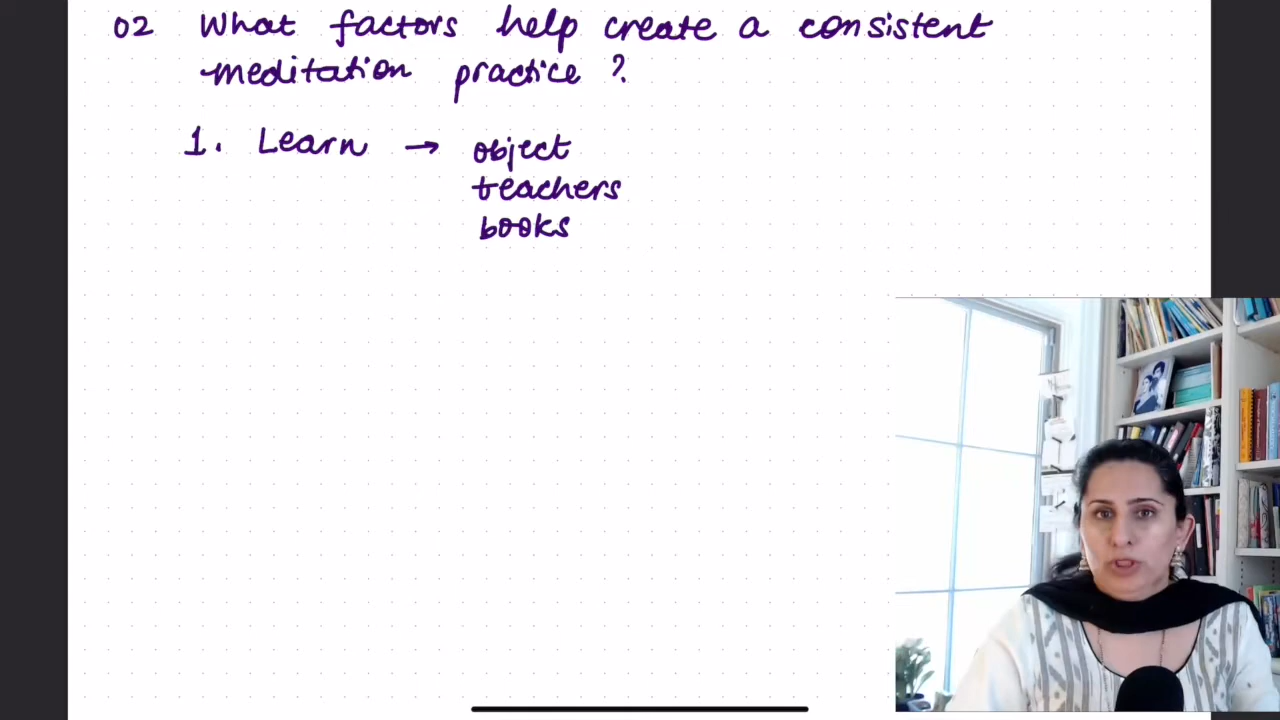 02 What factors help create a consistent
meditation practice ?
1. Learn → object
teachers
books